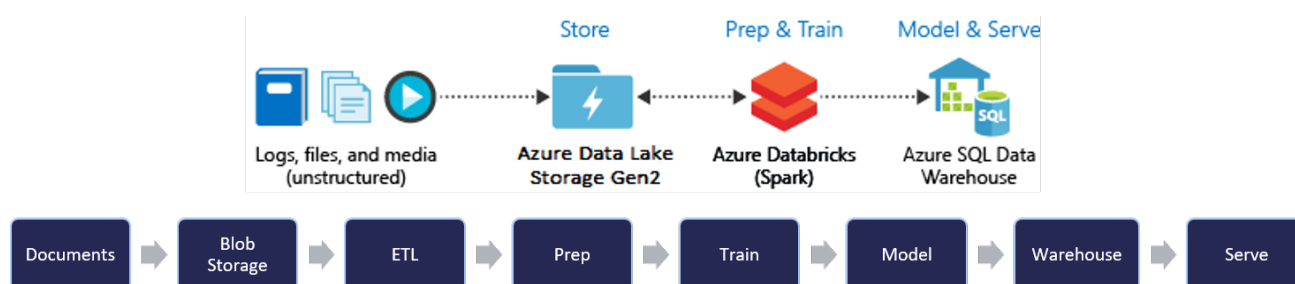 Store
Prep & Train
Model & Serve
SQL
Logs, files, and media
(unstructured)
Azure Data Lake
Storage Gen2
Azure Databricks
(Spark)
Azure SQL Data
Warehouse
Documents
Blob
Storage
ETL
Prep
Train
Model
Warehouse
Serve